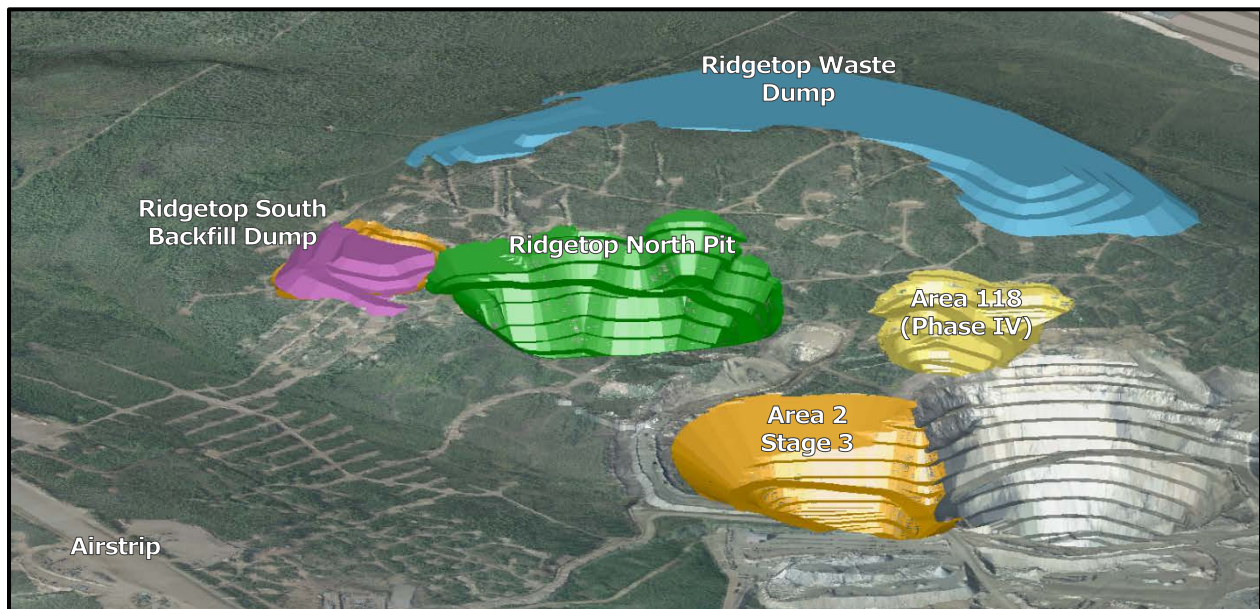 Ridgetop Waste
Dump
Ridgetop South
Backfill Dump
Ridgetop North Pit
Area 118
(Phase IV)
Area 2
Stage 3
Airstrip